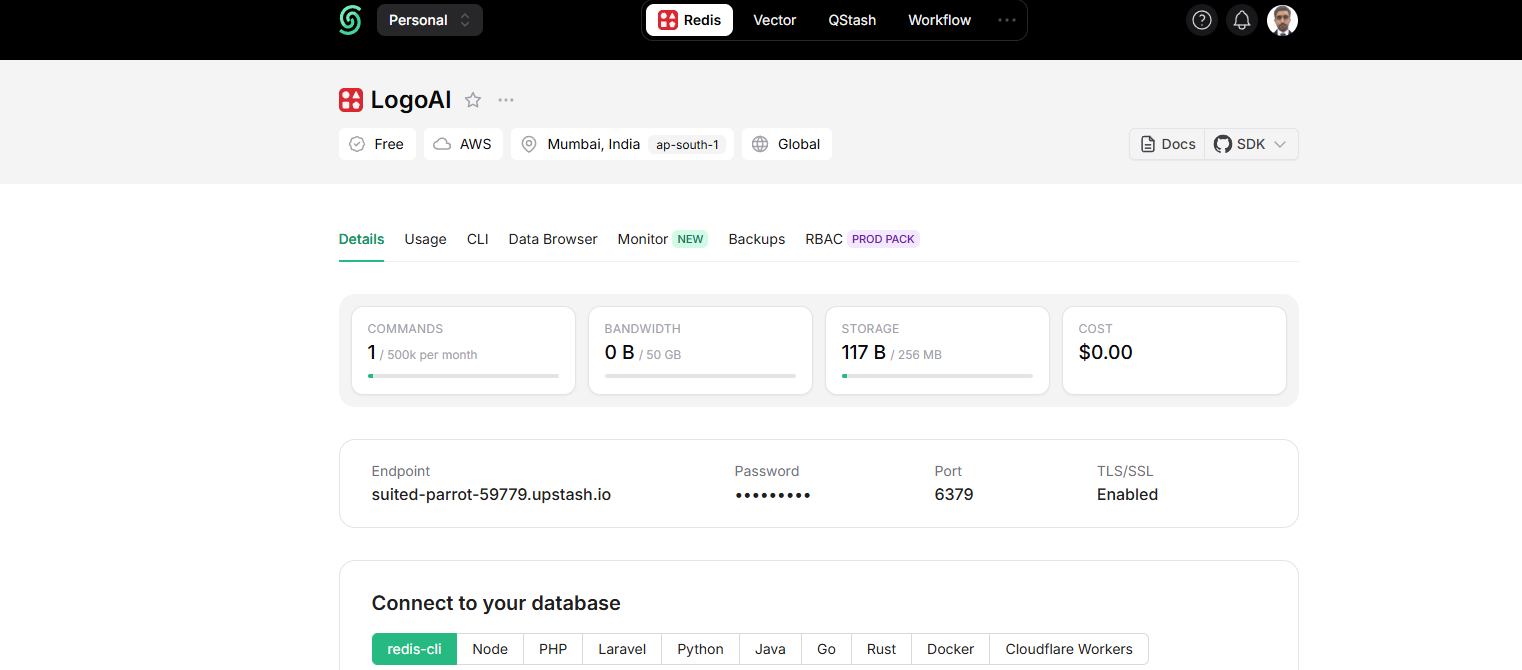 Personal
Redis Vector QStash Workflow ...
LogoAI ...
Free AWS Mumbai, India ap-south-1 Global Docs SDK
Details Usage CLI Data Browser Monitor NEW Backups RBAC PROD PACK
COMMANDS
1 / 500k per month
BANDWIDTH
0 B / 50 GB
STORAGE
117 B / 256 MB
COST
$0.00
Endpoint
suited-parrot-59779.upstash.io
Password
•••••••••
Port
6379
TLS/SSL
Enabled
Connect to your database
redis-cli Node PHP Laravel Python Java Go Rust Docker Cloudflare Workers